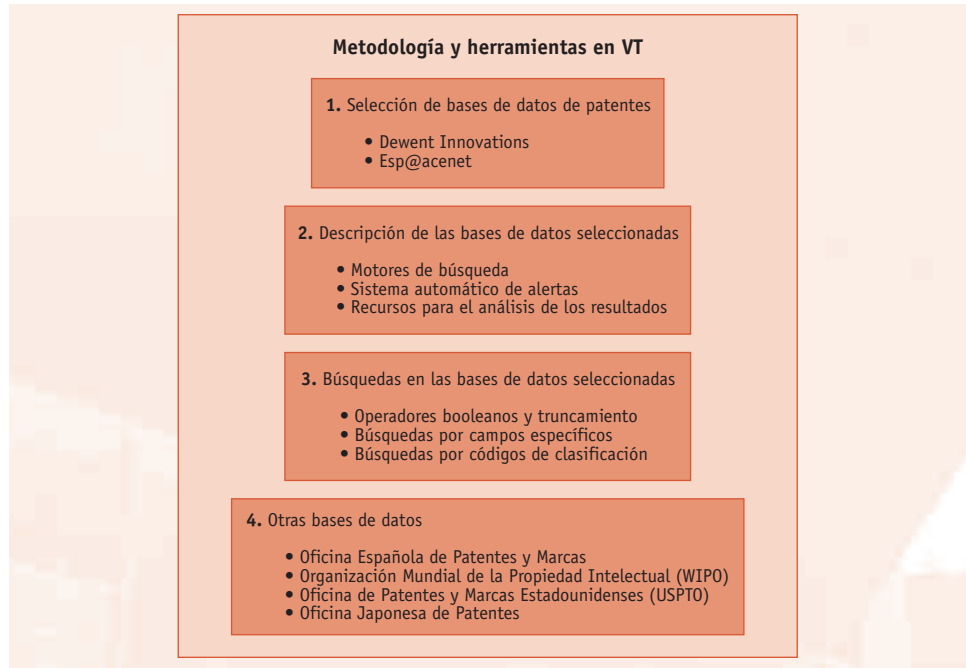 Metodología y herramientas en VT
1. Selección de bases de datos de patentes
• Dewent Innovations
• Esp@acenet
2. Descripción de las bases de datos seleccionadas
• Motores de búsqueda
• Sistema automático de alertas
• Recursos para el análisis de los resultados
3. Búsquedas en las bases de datos seleccionadas
• Operadores booleanos y truncamiento
• Búsquedas por campos específicos
• Búsquedas por códigos de clasificación
4. Otras bases de datos
• Oficina Española de Patentes y Marcas
• Organización Mundial de la Propiedad Intelectual (WIPO)
• Oficina de Patentes y Marcas Estadounidenses (USPTO)
• Oficina Japonesa de Patentes